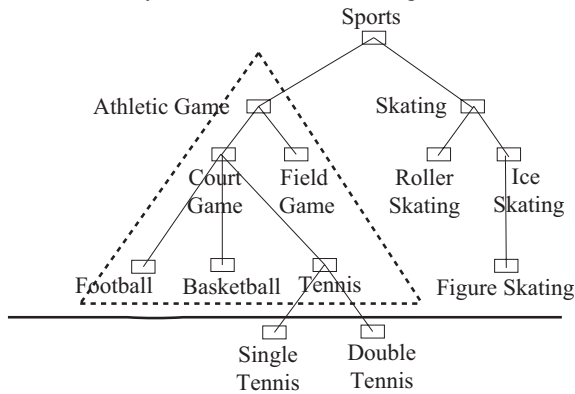 Sports
Athletic Game
Skating
Court
Game
Field
Game
Roller
Skating
Ice
Skating
Football
Basketball
Tennis
Figure Skating
Single
Tennis
Double
Tennis